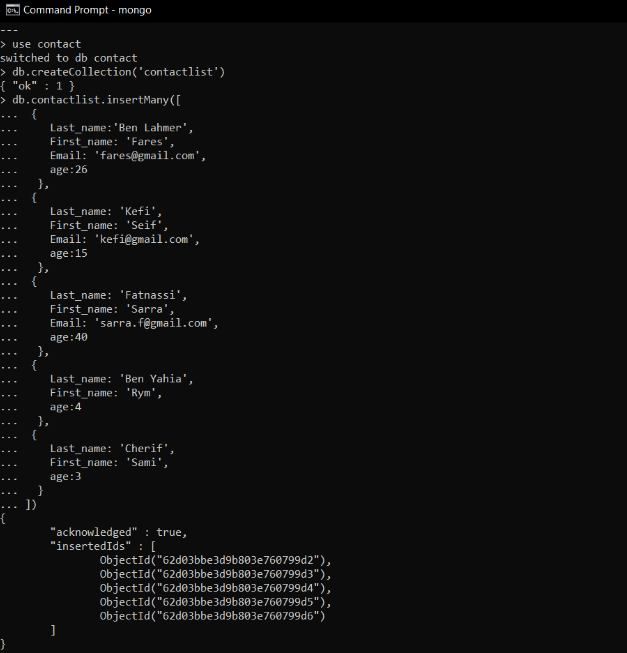 Command Prompt - mongo
---
> use contact
switched to db contact
> db.createCollection('contactlist')
{ "ok" : 1 }
> db.contactlist.insertMany([
...  {
...     Last_name:'Ben Lahmer',
...     First_name: 'Fares',
...     Email: 'fares@gmail.com',
...     age:26
...   },
...  {
...     Last_name: 'Kefi',
...     First_name: 'Seif',
...     Email: 'kefi@gmail.com',
...     age:15
...   },
...  {
...     Last_name: 'Fatnassi',
...     First_name: 'Sarra',
...     Email: 'sarra.f@gmail.com',
...     age:40
...   },
...  {
...     Last_name: 'Ben Yahia',
...     First_name: 'Rym',
...     age:4
...   },
...  {
...     Last_name: 'Cherif',
...     First_name: 'Sami',
...     age:3
...   }
... ])
{
        "acknowledged" : true,
        "insertedIds" : [
                ObjectId("62d03bbe3d9b803e760799d2"),
                ObjectId("62d03bbe3d9b803e760799d3"),
                ObjectId("62d03bbe3d9b803e760799d4"),
                ObjectId("62d03bbe3d9b803e760799d5"),
                ObjectId("62d03bbe3d9b803e760799d6")
        ]
}